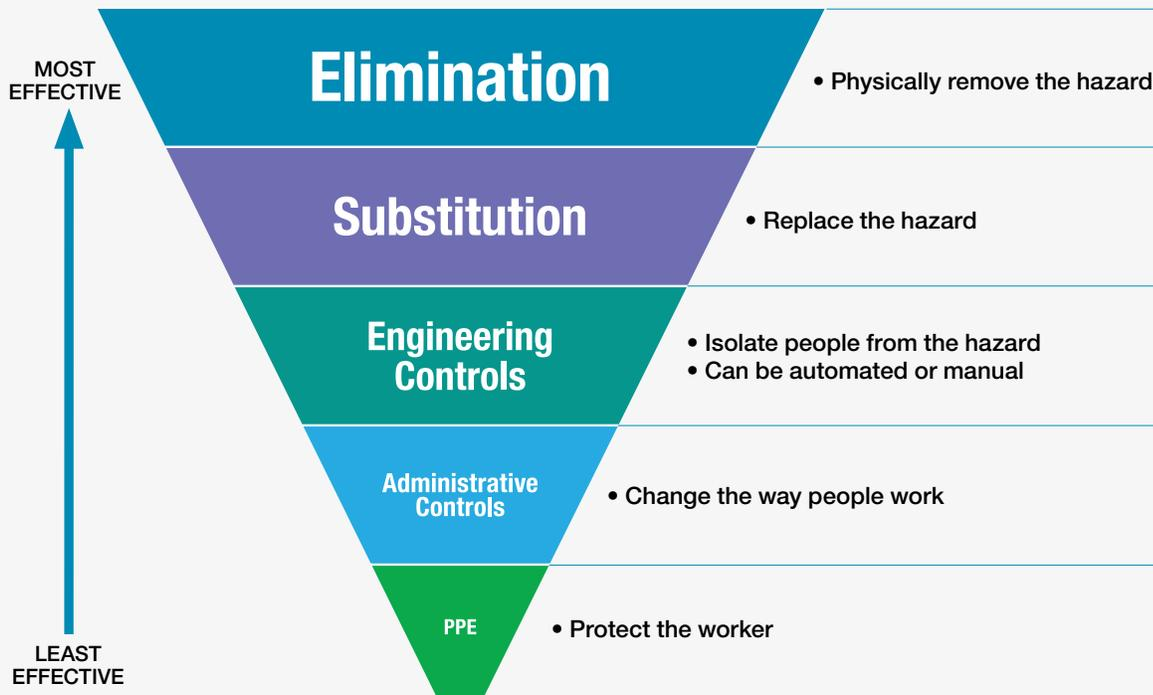 MOST
EFFECTIVE
Elimination
• Physically remove the hazard
Substitution
• Replace the hazard
Engineering
Controls
• Isolate people from the hazard
• Can be automated or manual
Administrative
Controls
• Change the way people work
PPE
• Protect the worker
LEAST
EFFECTIVE